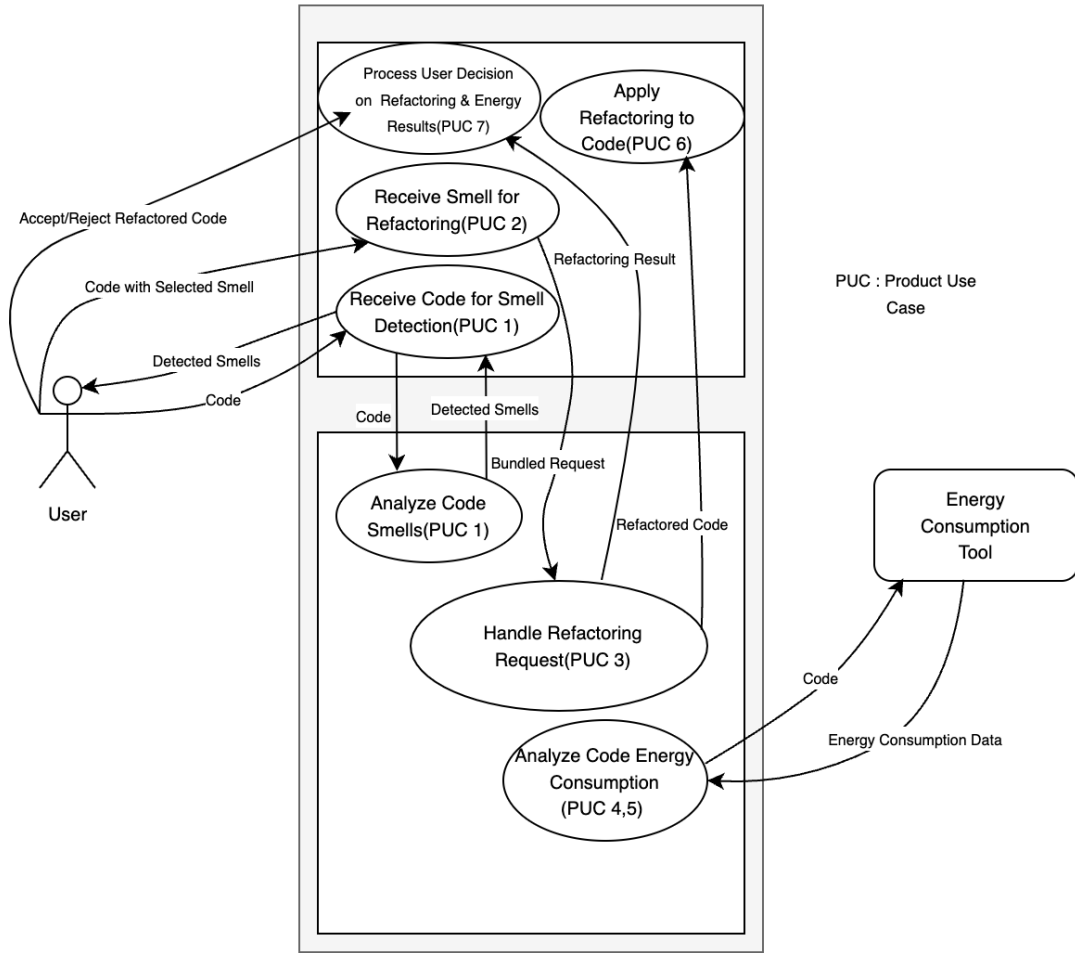 Process User Decision
on Refactoring & Energy
Results(PUC 7)
Apply
Refactoring to
Code(PUC 6)
Receive Smell for
Refactoring(PUC 2)
Accept/Reject Refactored Code
Refactoring Result
Code with Selected Smell
PUC : Product Use
Case
Receive Code for Smell
Detection(PUC 1)
Detected Smells
Code
Code
Detected Smells
Bundled Request
User
Analyze Code
Smells(PUC 1)
Refactored Code
Energy
Consumption
Tool
Handle Refactoring
Request(PUC 3)
Code
Energy Consumption Data
Analyze Code Energy
Consumption
(PUC 4,5)